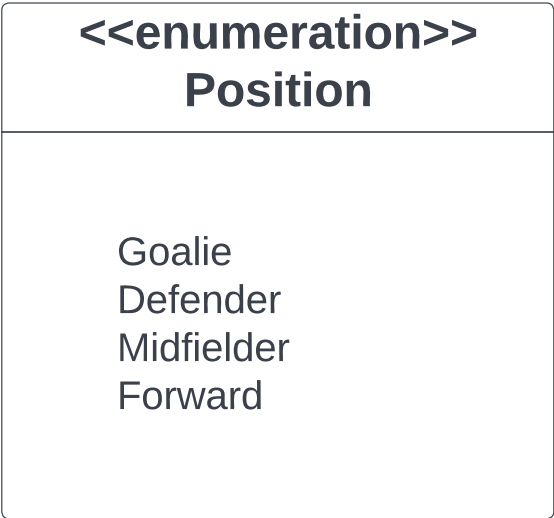 <<enumeration>>
Position
Goalie
Defender
Midfielder
Forward